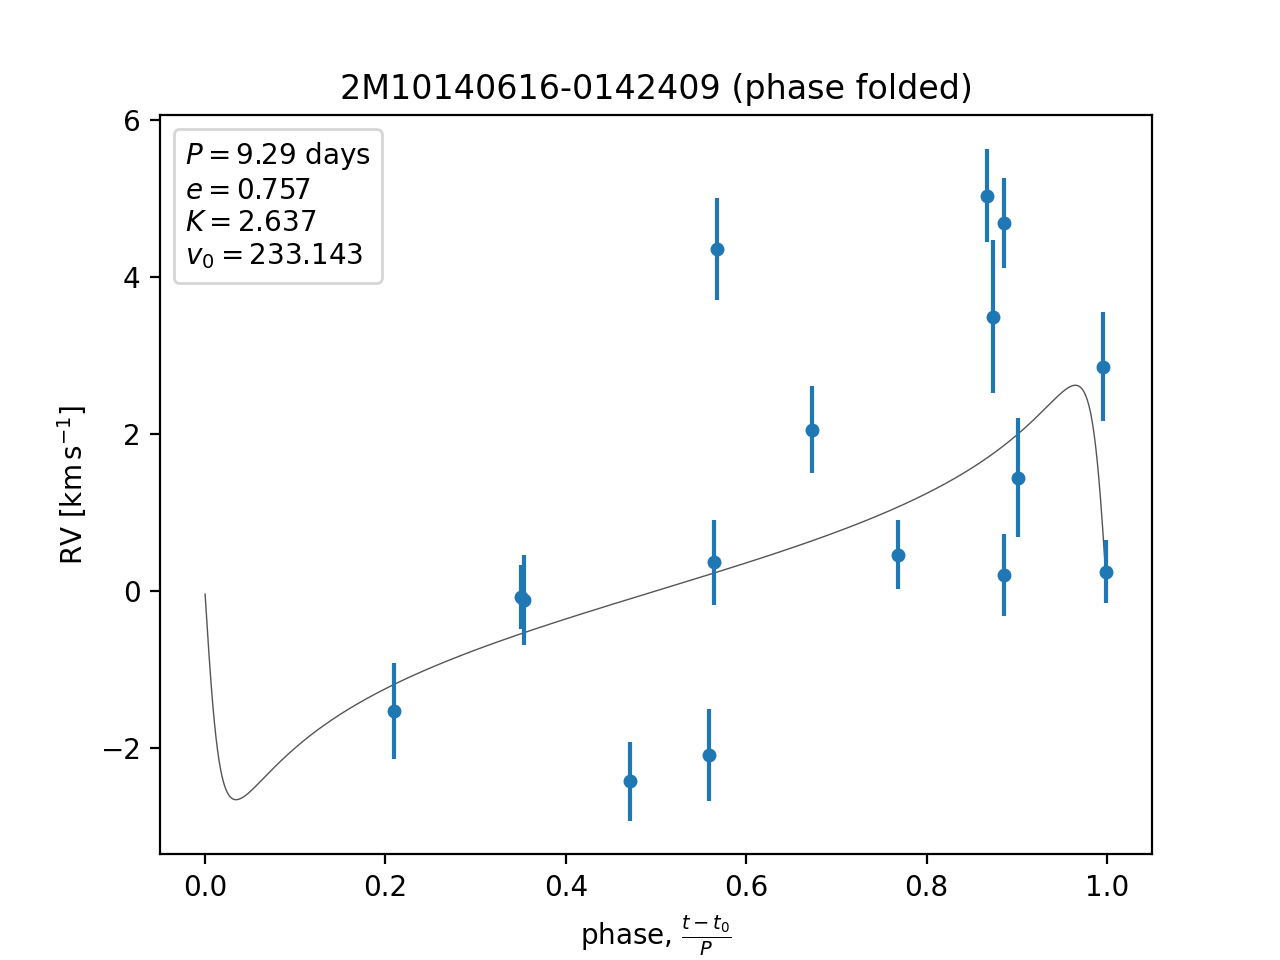 2M10140616-0142409 (phase folded)
P = 9.29 days
e = 0.757
K = 2.637
v₀ = 233.143
6
4
2
0
−2
RV [km s⁻¹]
0.0 0.2 0.4 0.6 0.8 1.0
phase, (t − t₀)/P